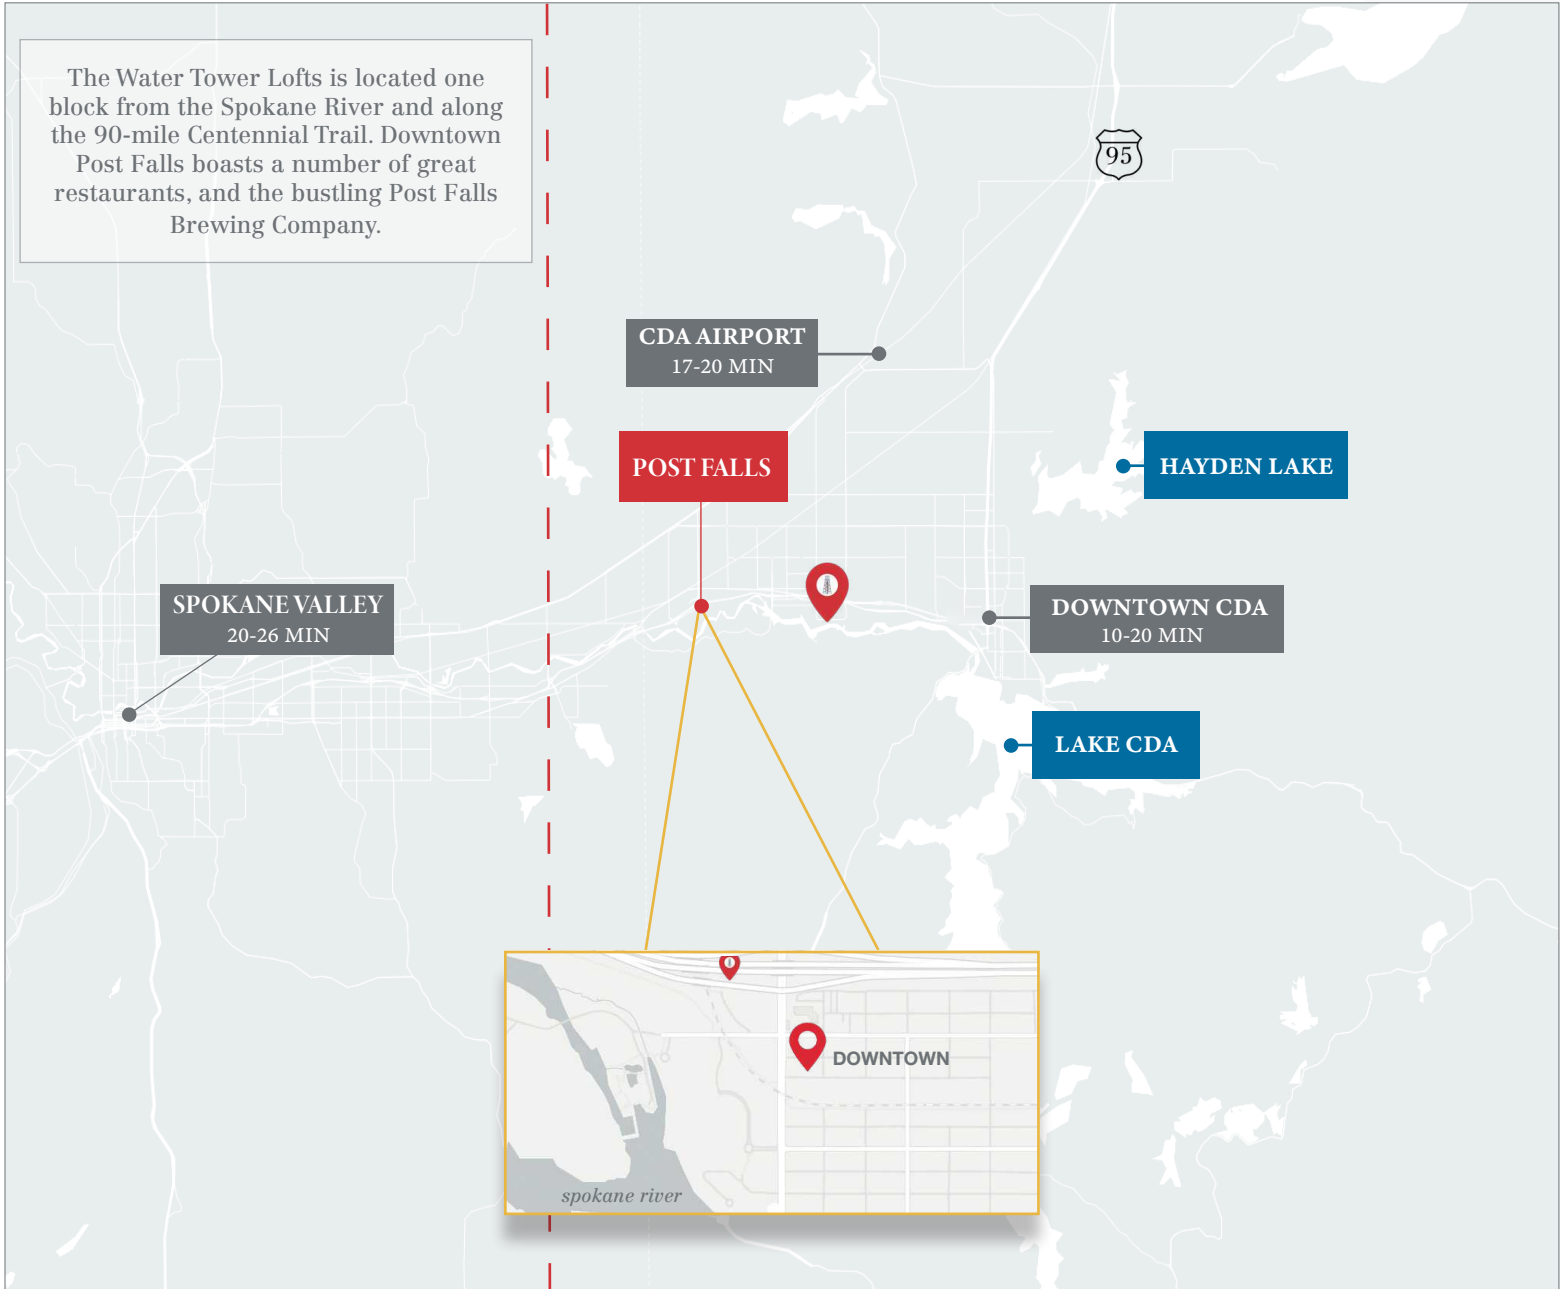 The Water Tower Lofts is located one
block from the Spokane River and along
the 90-mile Centennial Trail. Downtown
Post Falls boasts a number of great
restaurants, and the bustling Post Falls
Brewing Company.
95
CDA AIRPORT
17-20 MIN
POST FALLS
HAYDEN LAKE
SPOKANE VALLEY
20-26 MIN
DOWNTOWN CDA
10-20 MIN
LAKE CDA
DOWNTOWN
spokane river